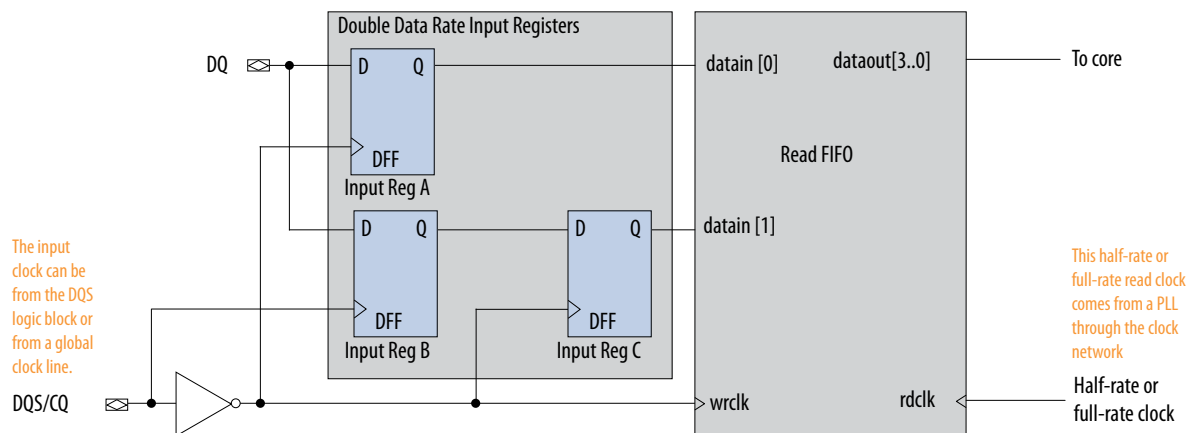 Double Data Rate Input Registers
DQ
D
Q
DFF
Input Reg A
datain [0]
dataout[3..0]
To core
Read FIFO
D
Q
DFF
Input Reg B
D
Q
DFF
Input Reg C
datain [1]
The input
clock can be
from the DQS
logic block or
from a global
clock line.
This half-rate or
full-rate read clock
comes from a PLL
through the clock
network
DQS/CQ
wrclk
rdclk
Half-rate or
full-rate clock